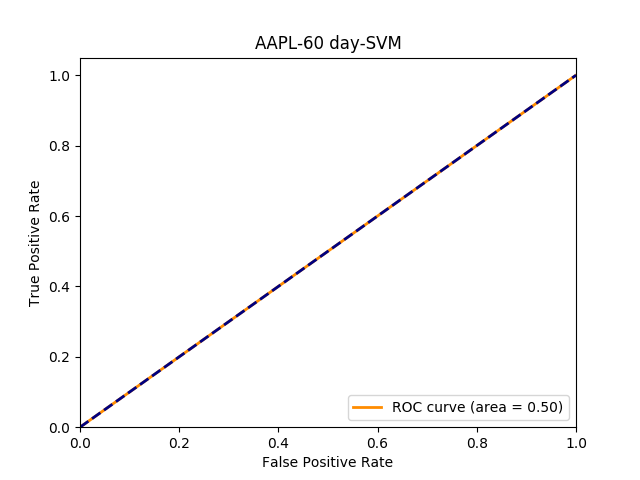 AAPL-60 day-SVM
1.0
0.8
0.6
0.4
0.2
0.0
True Positive Rate
ROC curve (area = 0.50)
0.0 0.2 0.4 0.6 0.8 1.0
False Positive Rate